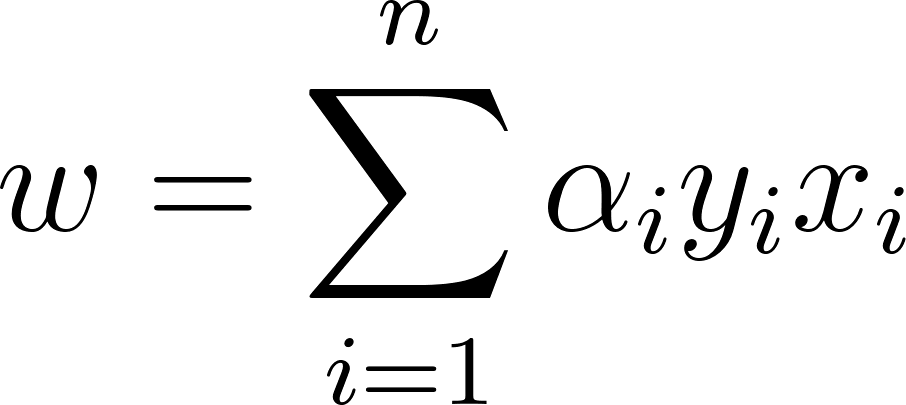 w = \sum_{i=1}^{n} \alpha_i y_i x_i